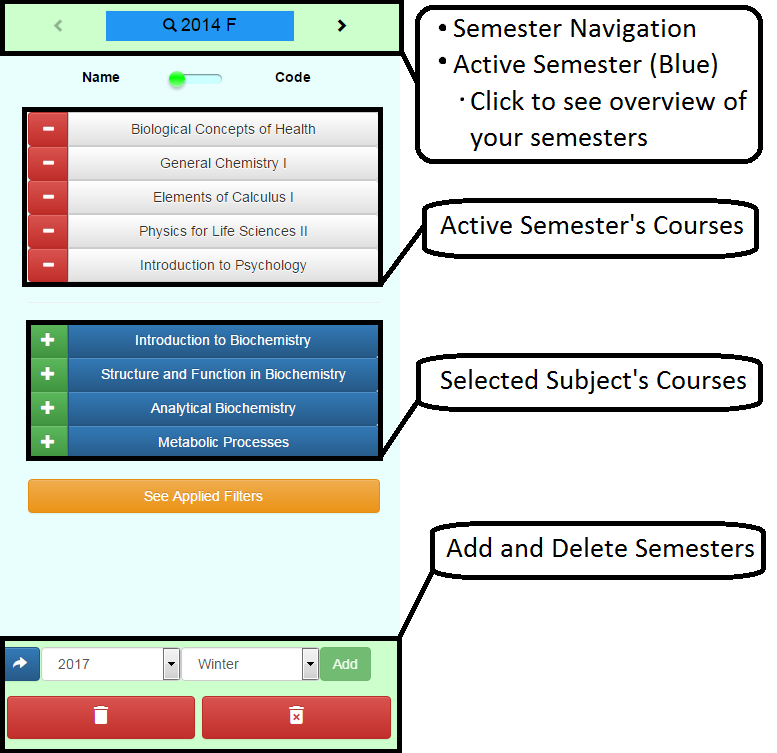 2014 F
Name
Code
Biological Concepts of Health
General Chemistry I
Elements of Calculus I
Physics for Life Sciences II
Introduction to Psychology
Introduction to Biochemistry
Structure and Function in Biochemistry
Analytical Biochemistry
Metabolic Processes
See Applied Filters
2017
Winter
Add
• Semester Navigation
• Active Semester (Blue)
· Click to see overview of
your semesters
Active Semester's Courses
Selected Subject's Courses
Add and Delete Semesters